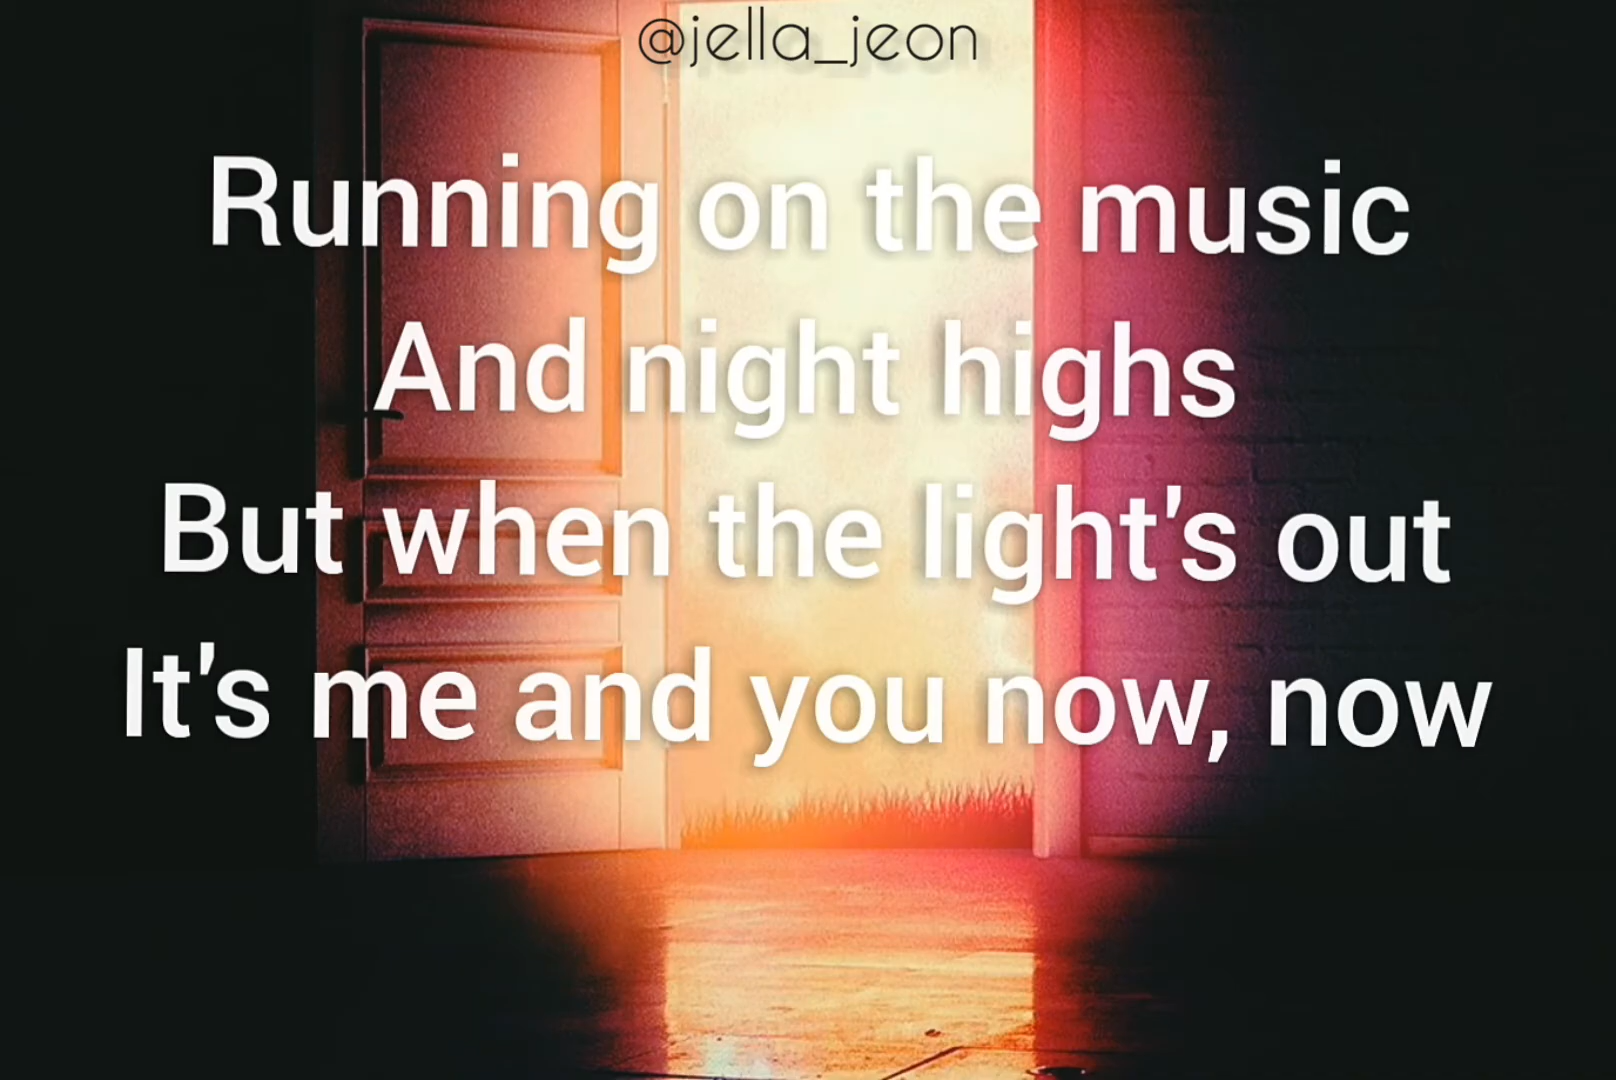 @jella_jeon
Running on the music
And night highs
But when the light's out
It's me and you now, now